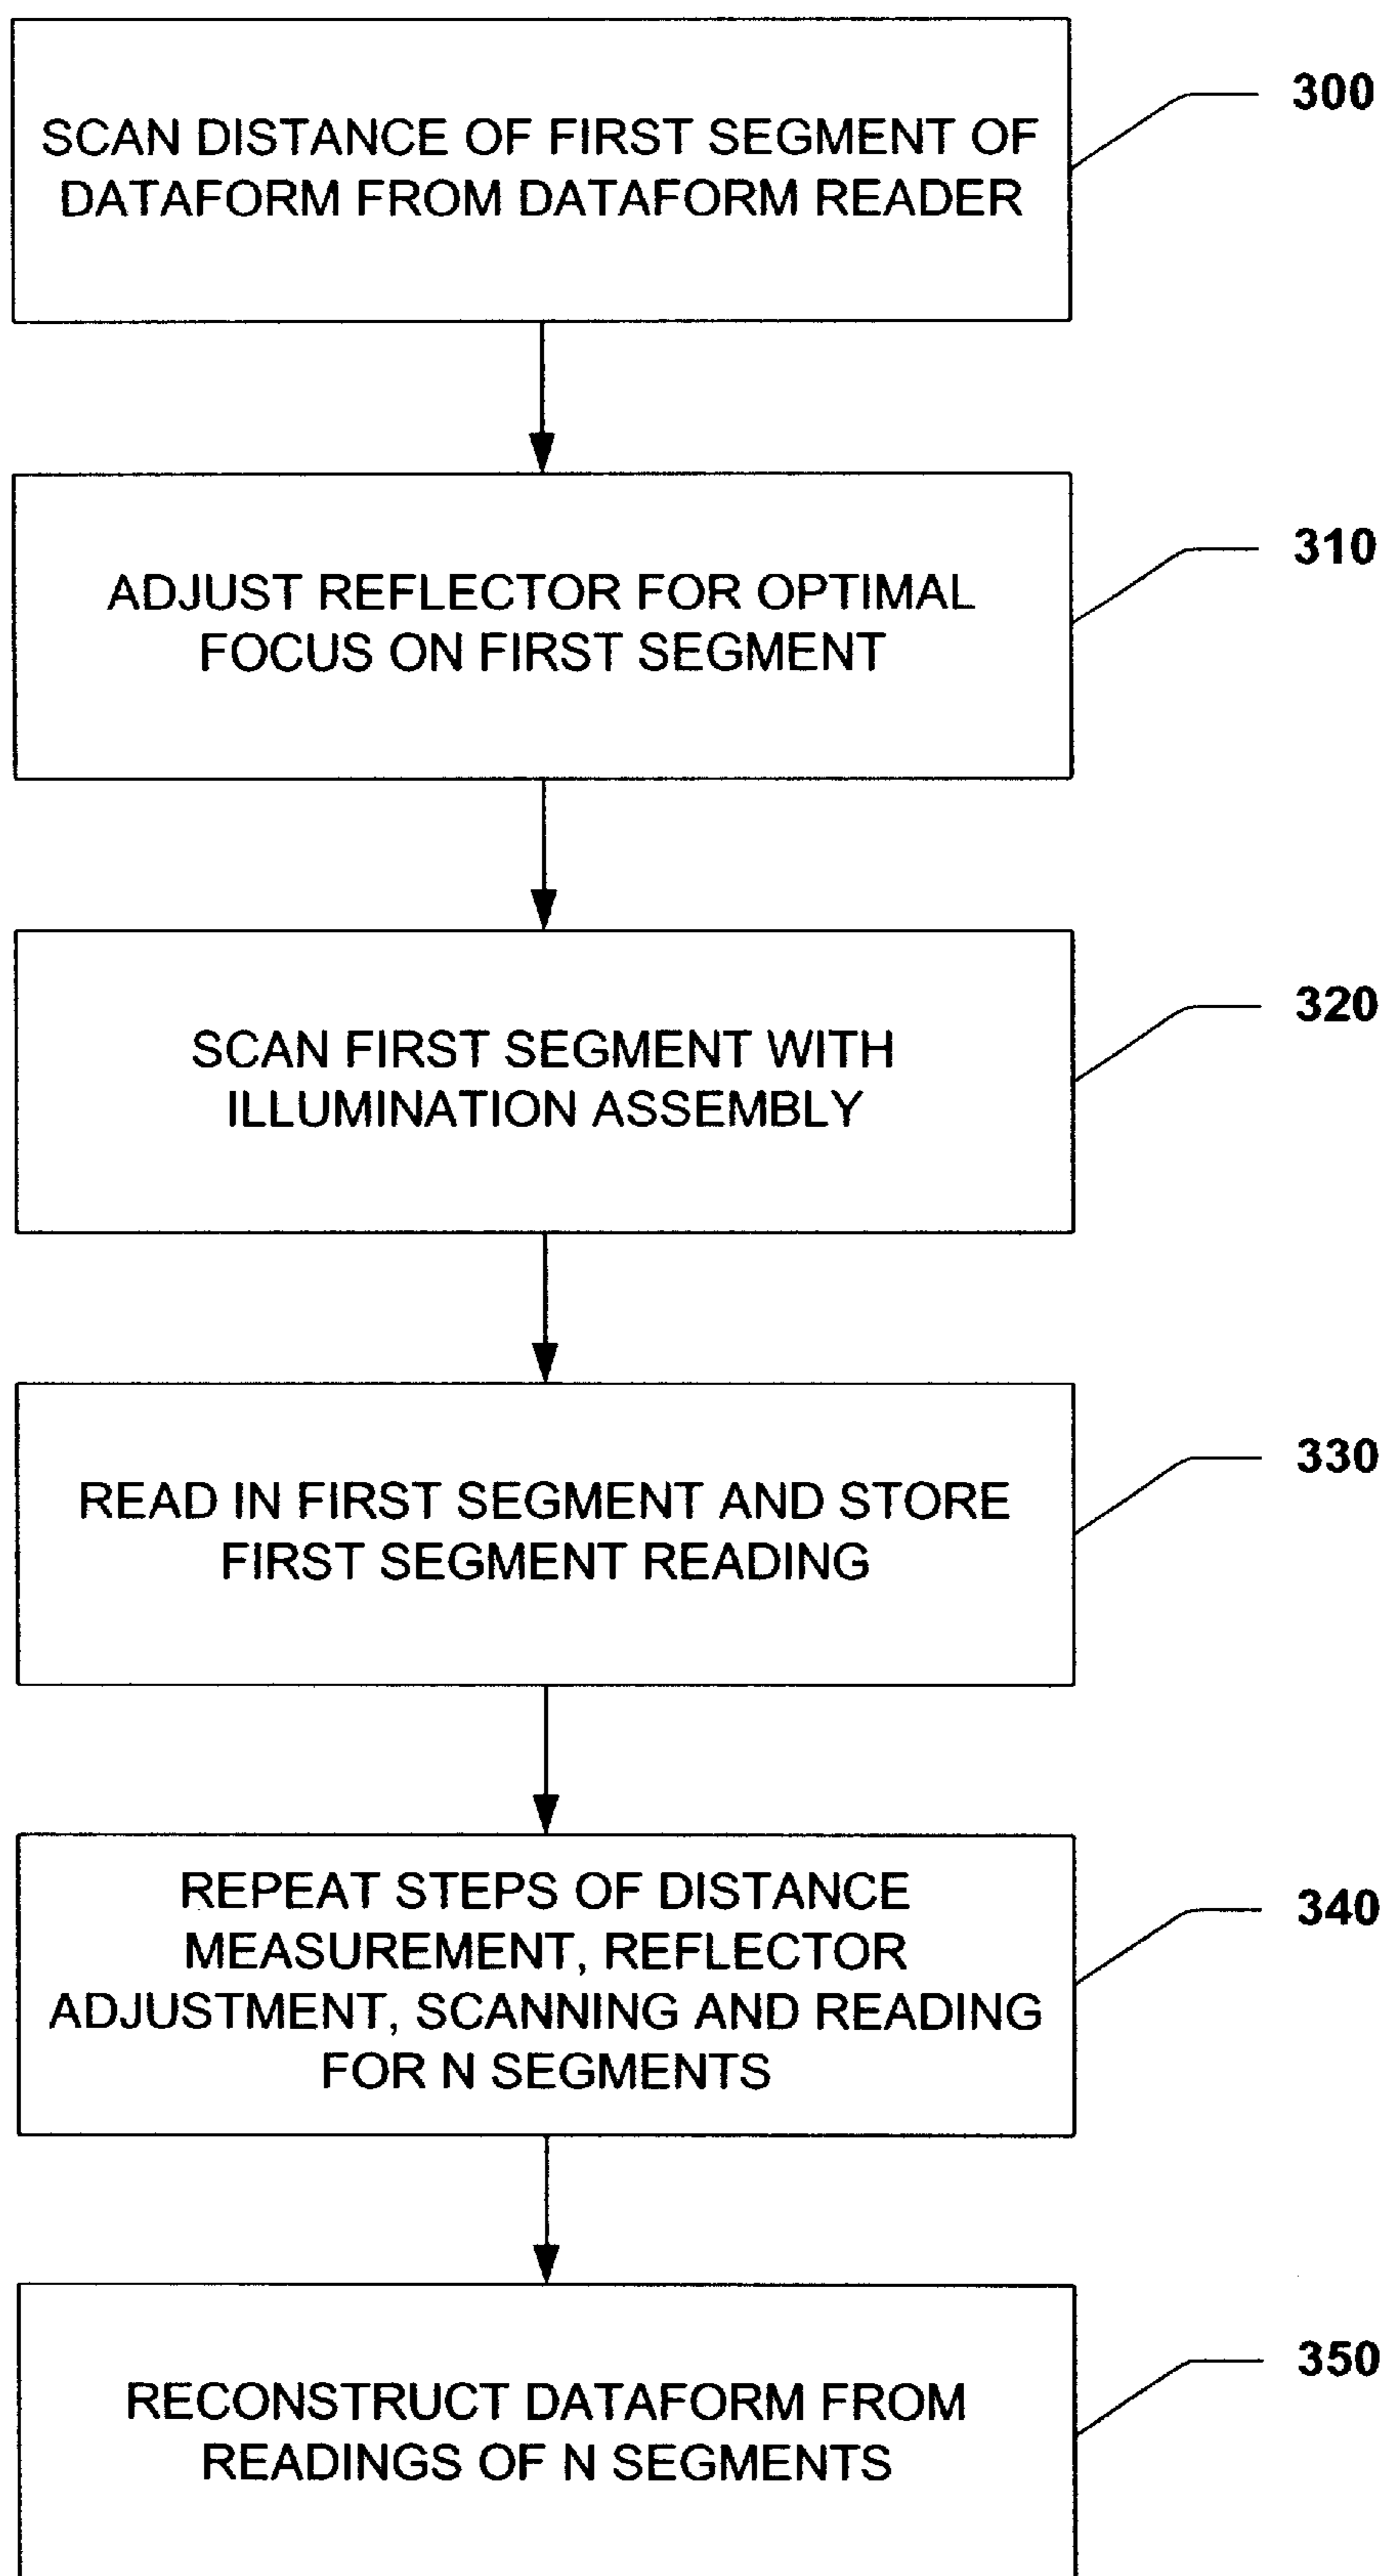 SCAN DISTANCE OF FIRST SEGMENT OF
DATAFORM FROM DATAFORM READER
300
ADJUST REFLECTOR FOR OPTIMAL
FOCUS ON FIRST SEGMENT
310
SCAN FIRST SEGMENT WITH
ILLUMINATION ASSEMBLY
320
READ IN FIRST SEGMENT AND STORE
FIRST SEGMENT READING
330
REPEAT STEPS OF DISTANCE
MEASUREMENT, REFLECTOR
ADJUSTMENT, SCANNING AND READING
FOR N SEGMENTS
340
RECONSTRUCT DATAFORM FROM
READINGS OF N SEGMENTS
350